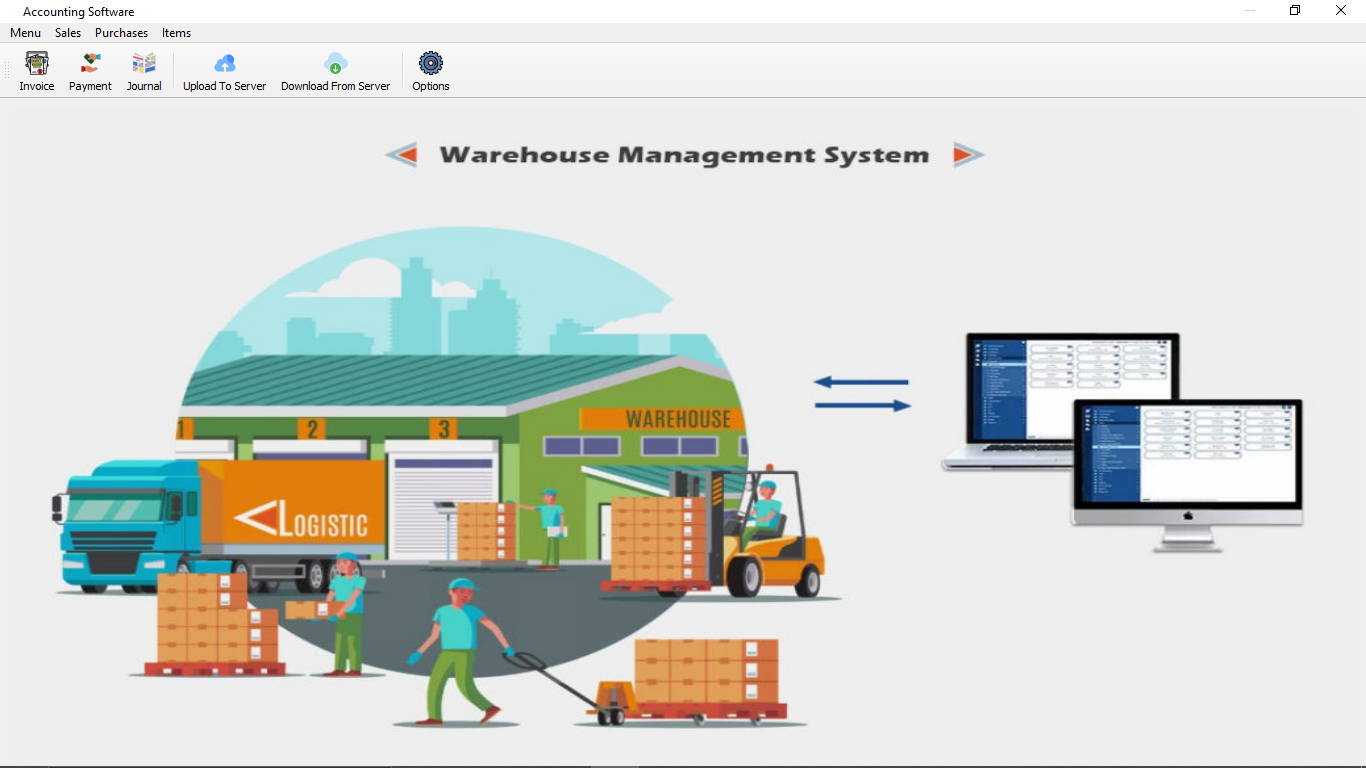 Accounting Software
Menu Sales Purchases Items
Invoice Payment Journal Upload To Server Download From Server Options
Warehouse Management System
WAREHOUSE
1 2 3
LOGISTIC